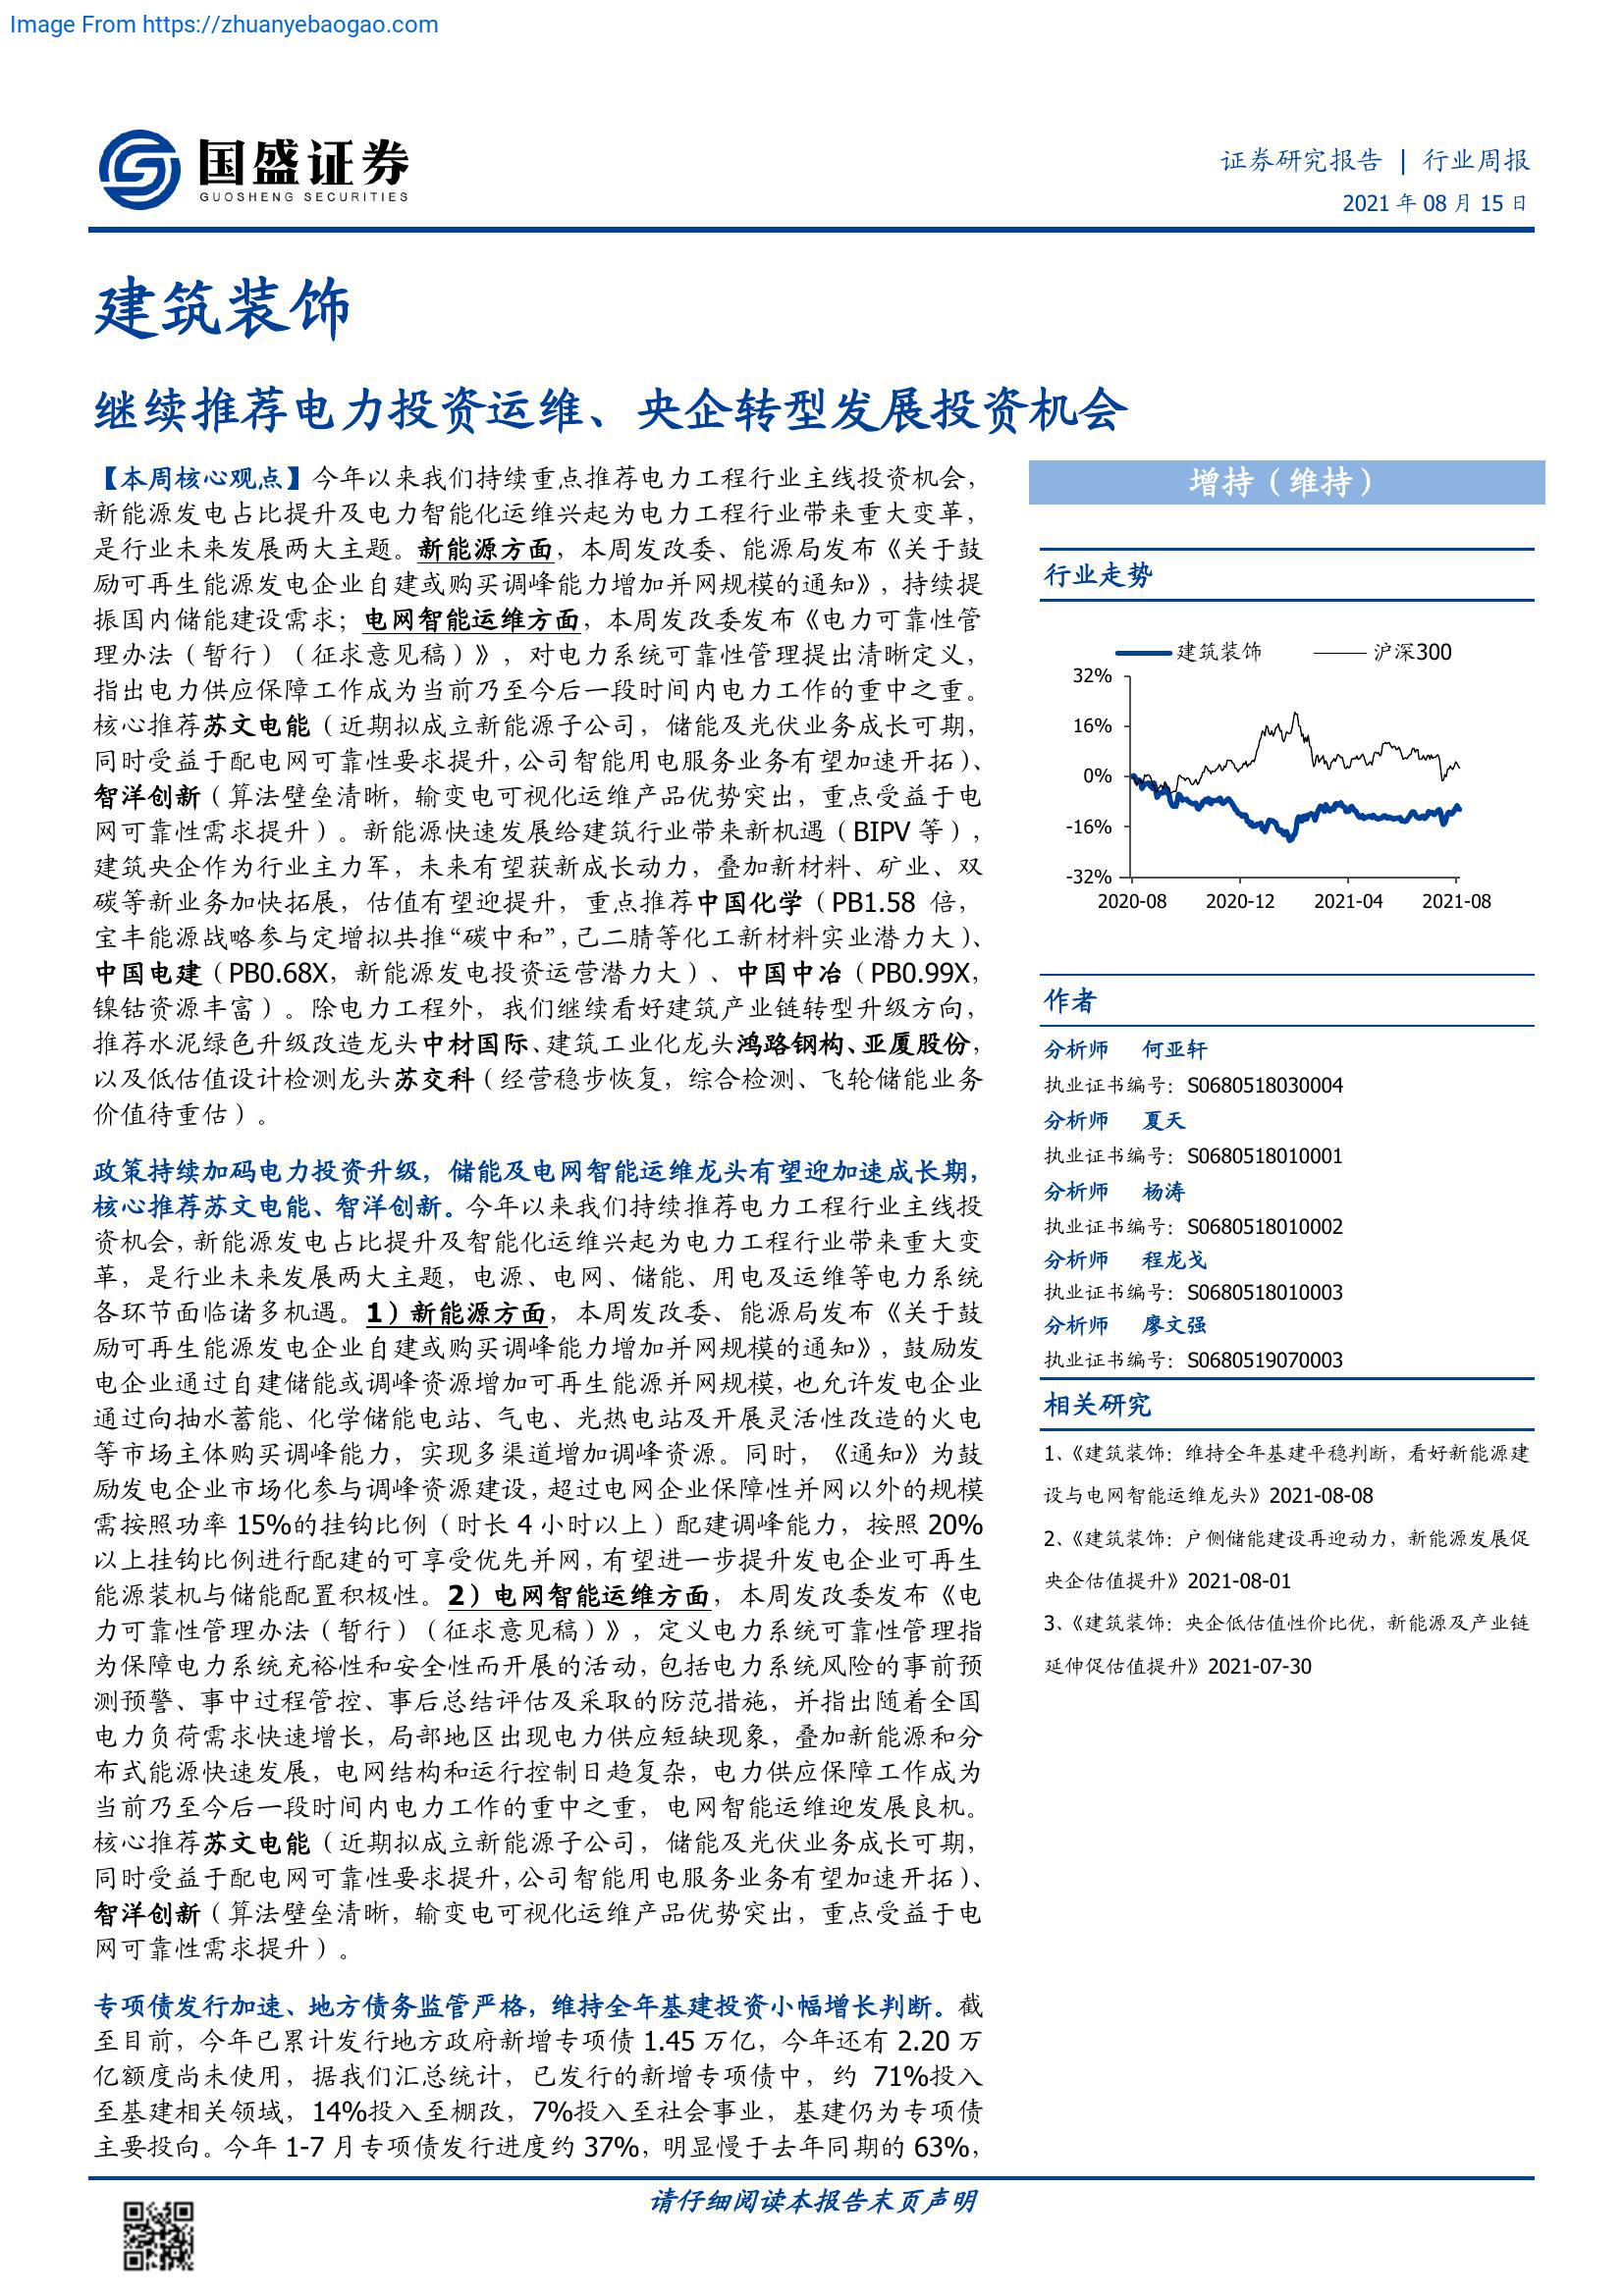 Image From https://zhuanyebaogao.com
国盛证券
GUOSHENG SECURITIES
证券研究报告 | 行业周报
2021 年 08 月 15 日
建筑装饰
继续推荐电力投资运维、央企转型发展投资机会
【本周核心观点】今年以来我们持续重点推荐电力工程行业主线投资机会，
新能源发电占比提升及电力智能化运维兴起为电力工程行业带来重大变革，
是行业未来发展两大主题。新能源方面，本周发改委、能源局发布《关于鼓
励可再生能源发电企业自建或购买调峰能力增加并网规模的通知》，持续提
振国内储能建设需求；电网智能运维方面，本周发改委发布《电力可靠性管
理办法（暂行）（征求意见稿）》，对电力系统可靠性管理提出清晰定义，
指出电力供应保障工作成为当前乃至今后一段时间内电力工作的重中之重。
核心推荐苏文电能（近期拟成立新能源子公司，储能及光伏业务成长可期，
同时受益于配电网可靠性要求提升，公司智能用电服务业务有望加速开拓）、
智洋创新（算法壁垒清晰，输变电可视化运维产品优势突出，重点受益于电
网可靠性需求提升）。新能源快速发展给建筑行业带来新机遇（BIPV 等），
建筑央企作为行业主力军，未来有望获新成长动力，叠加新材料、矿业、双
碳等新业务加快拓展，估值有望迎提升，重点推荐中国化学（PB1.58 倍，
宝丰能源战略参与定增拟共推“碳中和”，己二腈等化工新材料实业潜力大）、
中国电建（PB0.68X，新能源发电投资运营潜力大）、中国中冶（PB0.99X，
镍钴资源丰富）。除电力工程外，我们继续看好建筑产业链转型升级方向，
推荐水泥绿色升级改造龙头中材国际、建筑工业化龙头鸿路钢构、亚厦股份，
以及低估值设计检测龙头苏交科（经营稳步恢复，综合检测、飞轮储能业务
价值待重估）。
政策持续加码电力投资升级，储能及电网智能运维龙头有望迎加速成长期，
核心推荐苏文电能、智洋创新。今年以来我们持续推荐电力工程行业主线投
资机会，新能源发电占比提升及智能化运维兴起为电力工程行业带来重大变
革，是行业未来发展两大主题，电源、电网、储能、用电及运维等电力系统
各环节面临诸多机遇。1）新能源方面，本周发改委、能源局发布《关于鼓
励可再生能源发电企业自建或购买调峰能力增加并网规模的通知》，鼓励发
电企业通过自建储能或调峰资源增加可再生能源并网规模，也允许发电企业
通过向抽水蓄能、化学储能电站、气电、光热电站及开展灵活性改造的火电
等市场主体购买调峰能力，实现多渠道增加调峰资源。同时，《通知》为鼓
励发电企业市场化参与调峰资源建设，超过电网企业保障性并网以外的规模
需按照功率 15%的挂钩比例（时长 4 小时以上）配建调峰能力，按照 20%
以上挂钩比例进行配建的可享受优先并网，有望进一步提升发电企业可再生
能源装机与储能配置积极性。2）电网智能运维方面，本周发改委发布《电
力可靠性管理办法（暂行）（征求意见稿）》，定义电力系统可靠性管理指
为保障电力系统充裕性和安全性而开展的活动，包括电力系统风险的事前预
测预警、事中过程管控、事后总结评估及采取的防范措施，并指出随着全国
电力负荷需求快速增长，局部地区出现电力供应短缺现象，叠加新能源和分
布式能源快速发展，电网结构和运行控制日趋复杂，电力供应保障工作成为
当前乃至今后一段时间内电力工作的重中之重，电网智能运维迎发展良机。
核心推荐苏文电能（近期拟成立新能源子公司，储能及光伏业务成长可期，
同时受益于配电网可靠性要求提升，公司智能用电服务业务有望加速开拓）、
智洋创新（算法壁垒清晰，输变电可视化运维产品优势突出，重点受益于电
网可靠性需求提升）。
专项债发行加速、地方债务监管严格，维持全年基建投资小幅增长判断。截
至目前，今年已累计发行地方政府新增专项债 1.45 万亿，今年还有 2.20 万
亿额度尚未使用，据我们汇总统计，已发行的新增专项债中，约 71%投入
至基建相关领域，14%投入至棚改，7%投入至社会事业，基建仍为专项债
主要投向。今年 1-7 月专项债发行进度约 37%，明显慢于去年同期的 63%，
增持（维持）
行业走势
建筑装饰 沪深300
32%
16%
0%
-16%
-32%
2020-08 2020-12 2021-04 2021-08
作者
分析师 何亚轩
执业证书编号：S0680518030004
分析师 夏天
执业证书编号：S0680518010001
分析师 杨涛
执业证书编号：S0680518010002
分析师 程龙戈
执业证书编号：S0680518010003
分析师 廖文强
执业证书编号：S0680519070003
相关研究
1、《建筑装饰：维持全年基建平稳判断，看好新能源建
设与电网智能运维龙头》2021-08-08
2、《建筑装饰：户侧储能建设再迎动力，新能源发展促
央企估值提升》2021-08-01
3、《建筑装饰：央企低估值性价比优，新能源及产业链
延伸促估值提升》2021-07-30
请仔细阅读本报告末页声明